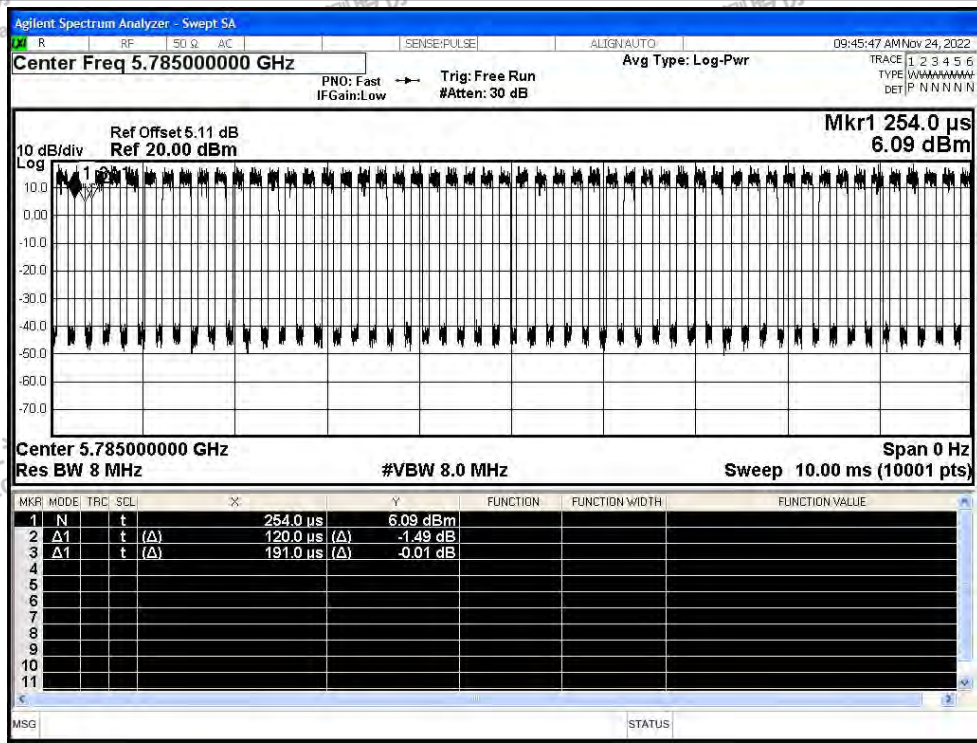 Agilent Spectrum Analyzer - Swept SA
LXI R RF 50 Ω AC SENSE:PULSE ALIGN AUTO 09:45:47 AM Nov 24, 2022
Center Freq 5.785000000 GHz
PNO: Fast
IFGain:Low
Trig: Free Run
#Atten: 30 dB
Avg Type: Log-Pwr
TRACE 1 2 3 4 5 6
TYPE WWWWWWW
DET P N N N N N
Mkr1 254.0 µs
6.09 dBm
Ref Offset 5.11 dB
10 dB/div Ref 20.00 dBm
Log
10.0
0.00
-10.0
-20.0
-30.0
-40.0
-50.0
-60.0
-70.0
Center 5.785000000 GHz Span 0 Hz
Res BW 8 MHz #VBW 8.0 MHz Sweep 10.00 ms (10001 pts)
MKR MODE TRC SCL X Y FUNCTION FUNCTION WIDTH FUNCTION VALUE
1 N t 254.0 µs 6.09 dBm
2 Δ1 t (Δ) 120.0 µs (Δ) -1.49 dB
3 Δ1 t (Δ) 191.0 µs (Δ) -0.01 dB
4
5
6
7
8
9
10
11
MSG STATUS